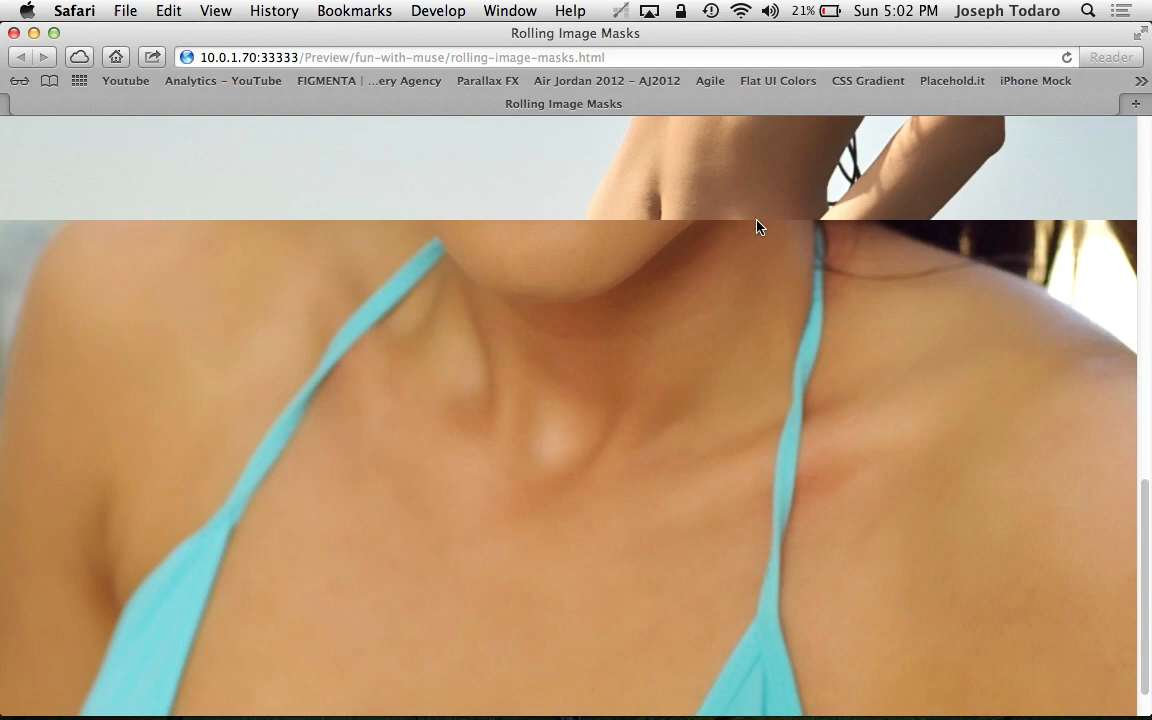 Safari File Edit View History Bookmarks Develop Window Help 21% Sun 5:02 PM Joseph Todaro
Rolling Image Masks
10.0.1.70:33333/Preview/fun-with-muse/rolling-image-masks.html Reader
Youtube Analytics – YouTube FIGMENTA | ...ery Agency Parallax FX Air Jordan 2012 – AJ2012 Agile Flat UI Colors CSS Gradient Placehold.it iPhone Mock
Rolling Image Masks